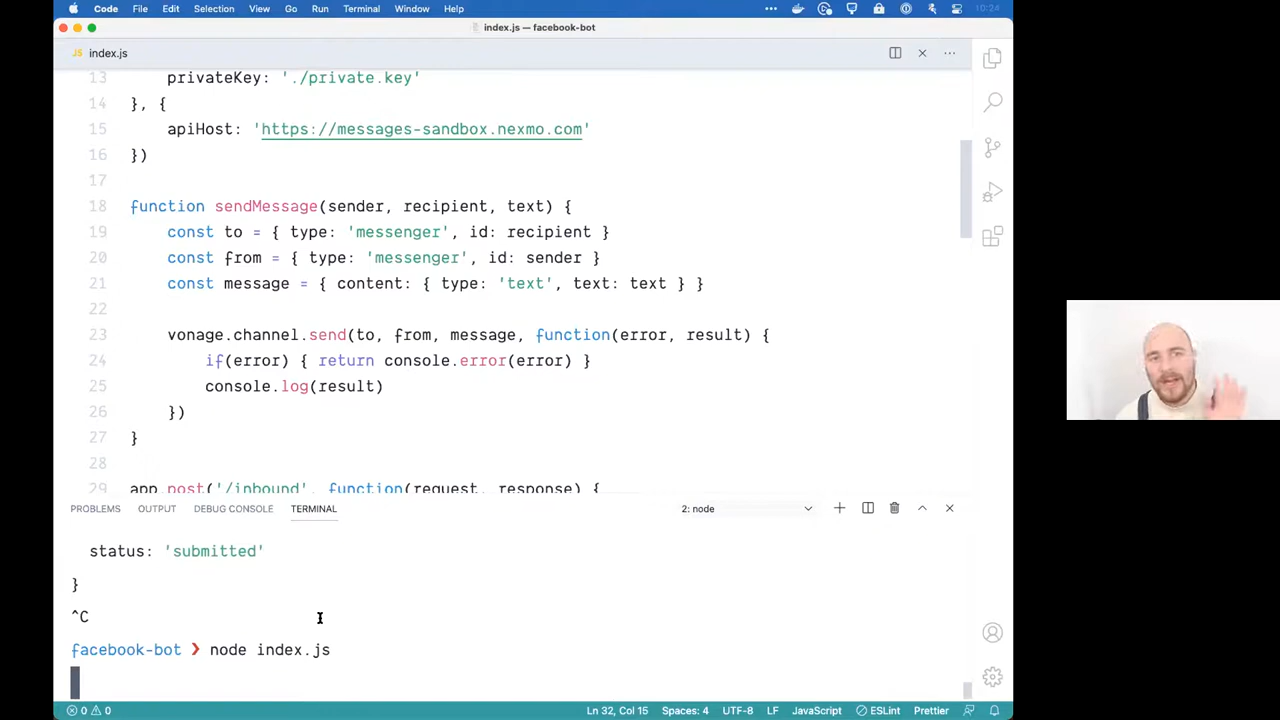 Code File Edit Selection View Go Run Terminal Window Help 10:24
index.js — facebook-bot
JS index.js
13 privateKey: './private.key'
14 }, {
15 apiHost: 'https://messages-sandbox.nexmo.com'
16 })
17
18 function sendMessage(sender, recipient, text) {
19 const to = { type: 'messenger', id: recipient }
20 const from = { type: 'messenger', id: sender }
21 const message = { content: { type: 'text', text: text } }
22
23 vonage.channel.send(to, from, message, function(error, result) {
24 if(error) { return console.error(error) }
25 console.log(result)
26 })
27 }
28
29 app.post('/inbound', function(request, response) {
PROBLEMS OUTPUT DEBUG CONSOLE TERMINAL 2: node
status: 'submitted'
}
^C
facebook-bot ❯ node index.js
0 0 Ln 32, Col 15 Spaces: 4 UTF-8 LF JavaScript ESLint Prettier